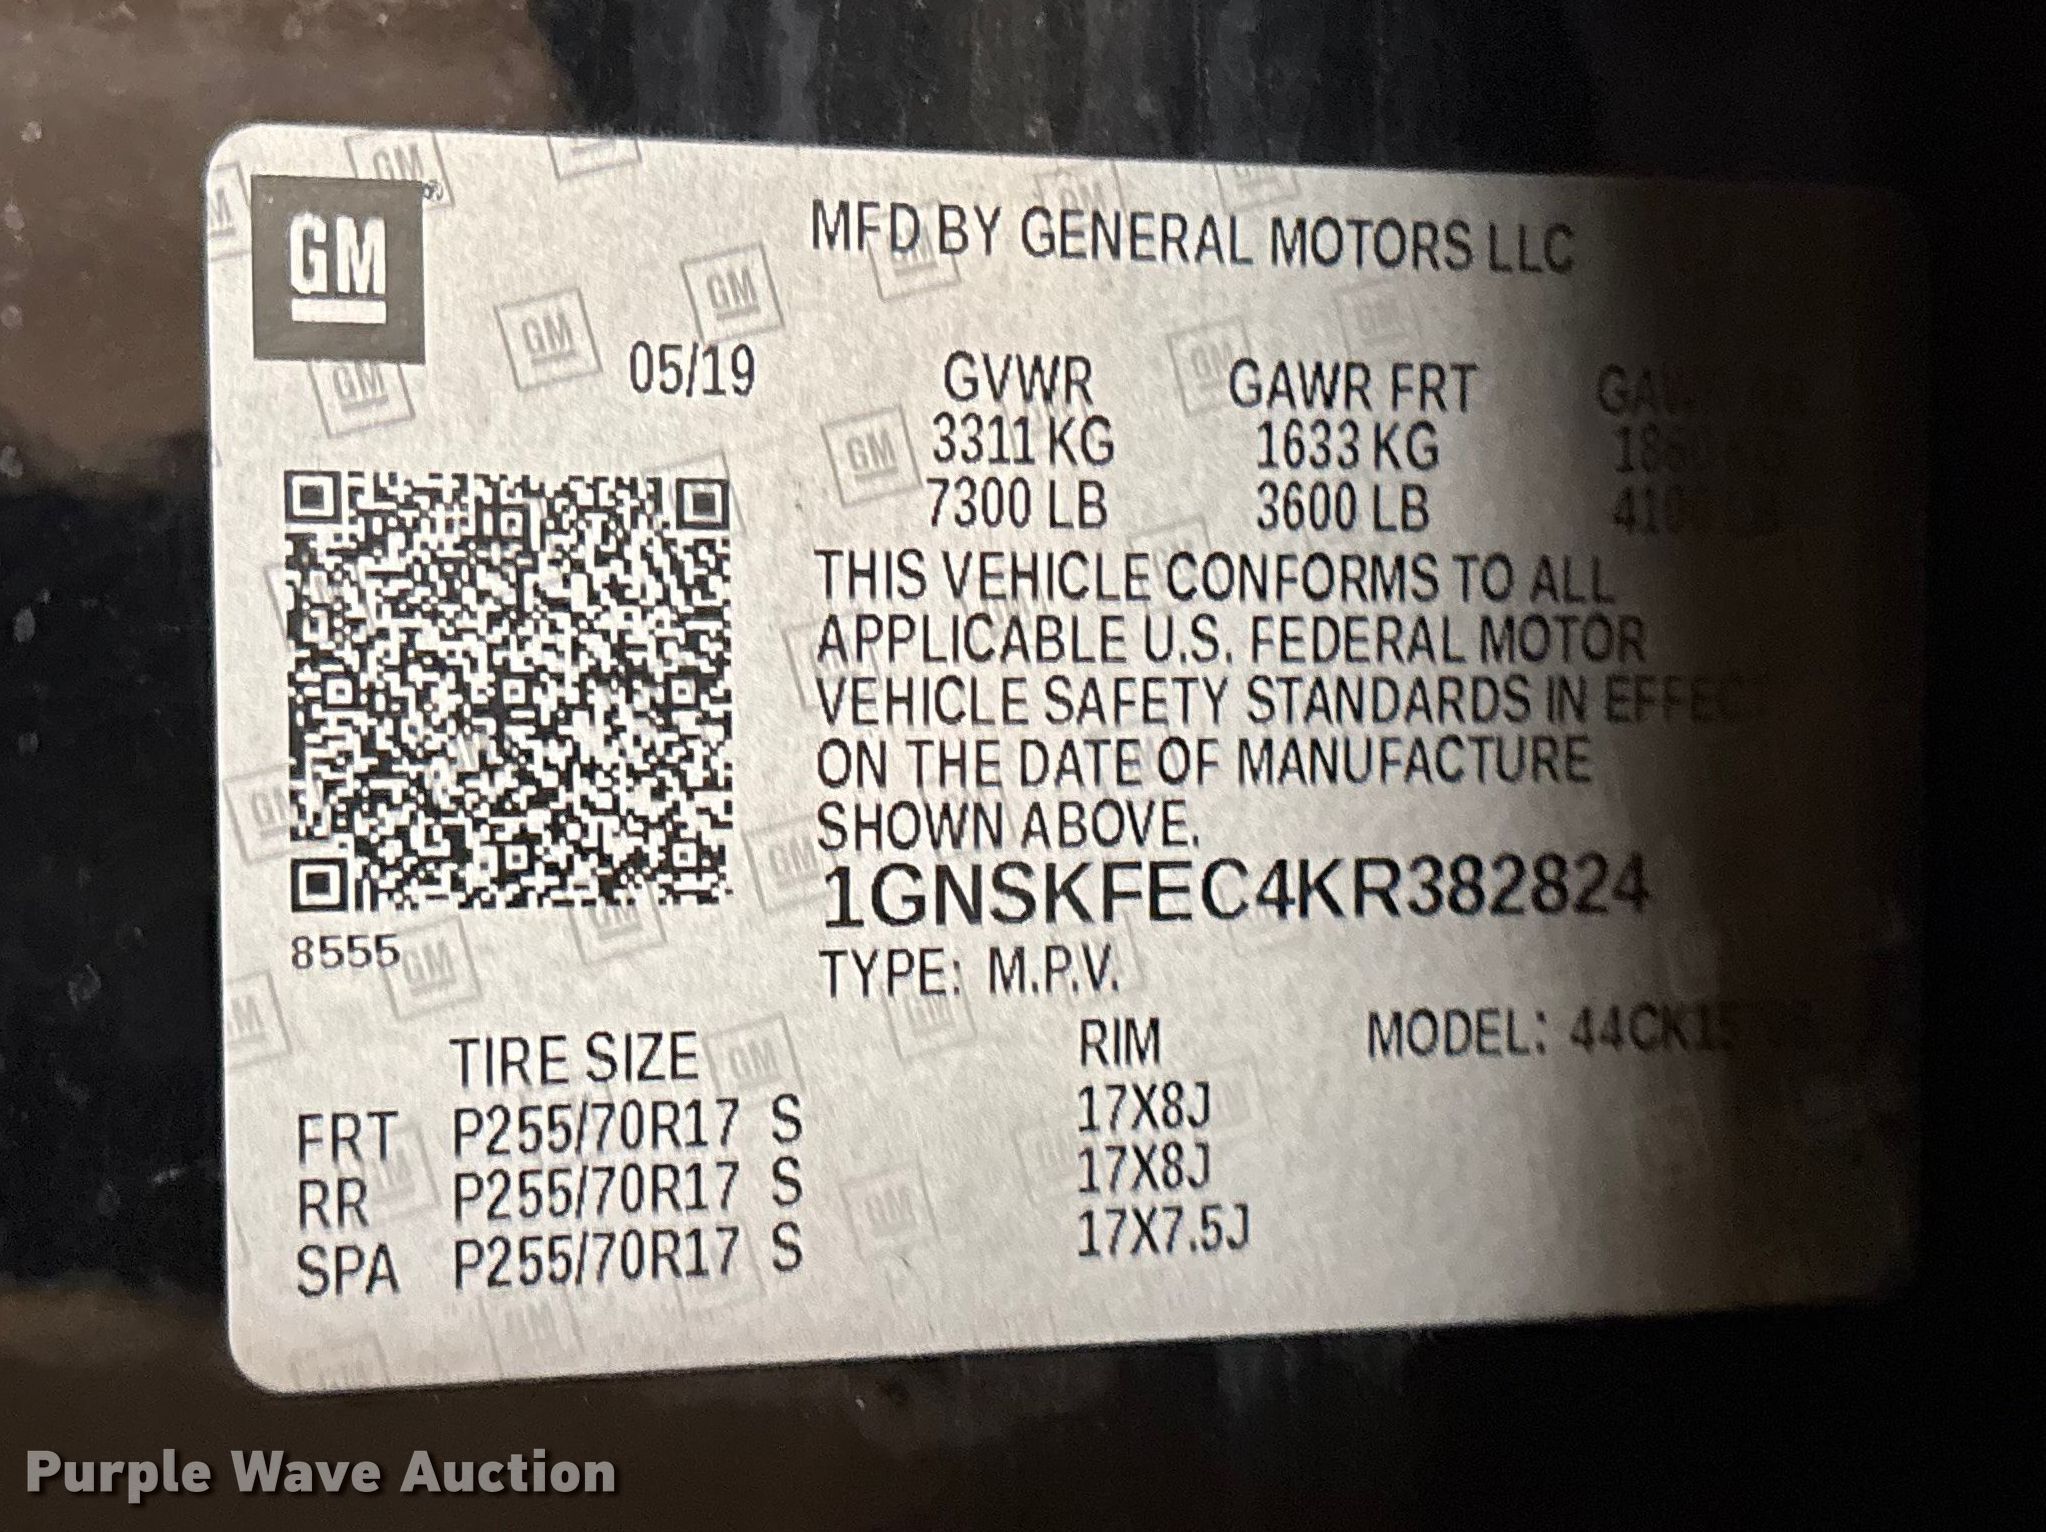 GM
MFD BY GENERAL MOTORS LLC
05/19
GVWR GAWR FRT
3311 KG 1633 KG
7300 LB 3600 LB
THIS VEHICLE CONFORMS TO ALL
APPLICABLE U.S. FEDERAL MOTOR
VEHICLE SAFETY STANDARDS IN EFFECT
ON THE DATE OF MANUFACTURE
SHOWN ABOVE.
1GNSKFEC4KR382824
8555
TYPE: M.P.V.
TIRE SIZE RIM MODEL:
FRT P255/70R17 S 17X8J
RR P255/70R17 S 17X8J
SPA P255/70R17 S 17X7.5J
Purple Wave Auction